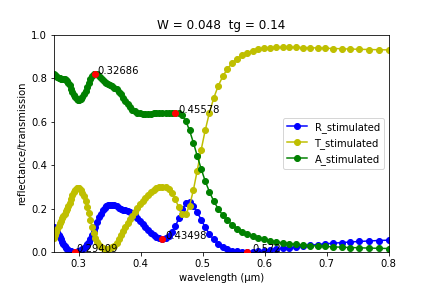 W = 0.048 tg = 0.14
1.0
0.8
0.6
0.4
0.2
0.0
reflectance/transmission
0.32686
0.45578
0.43498
R_stimulated
T_stimulated
A_stimulated
0.3
0.4
0.5
0.6
0.7
0.8
wavelength (μm)